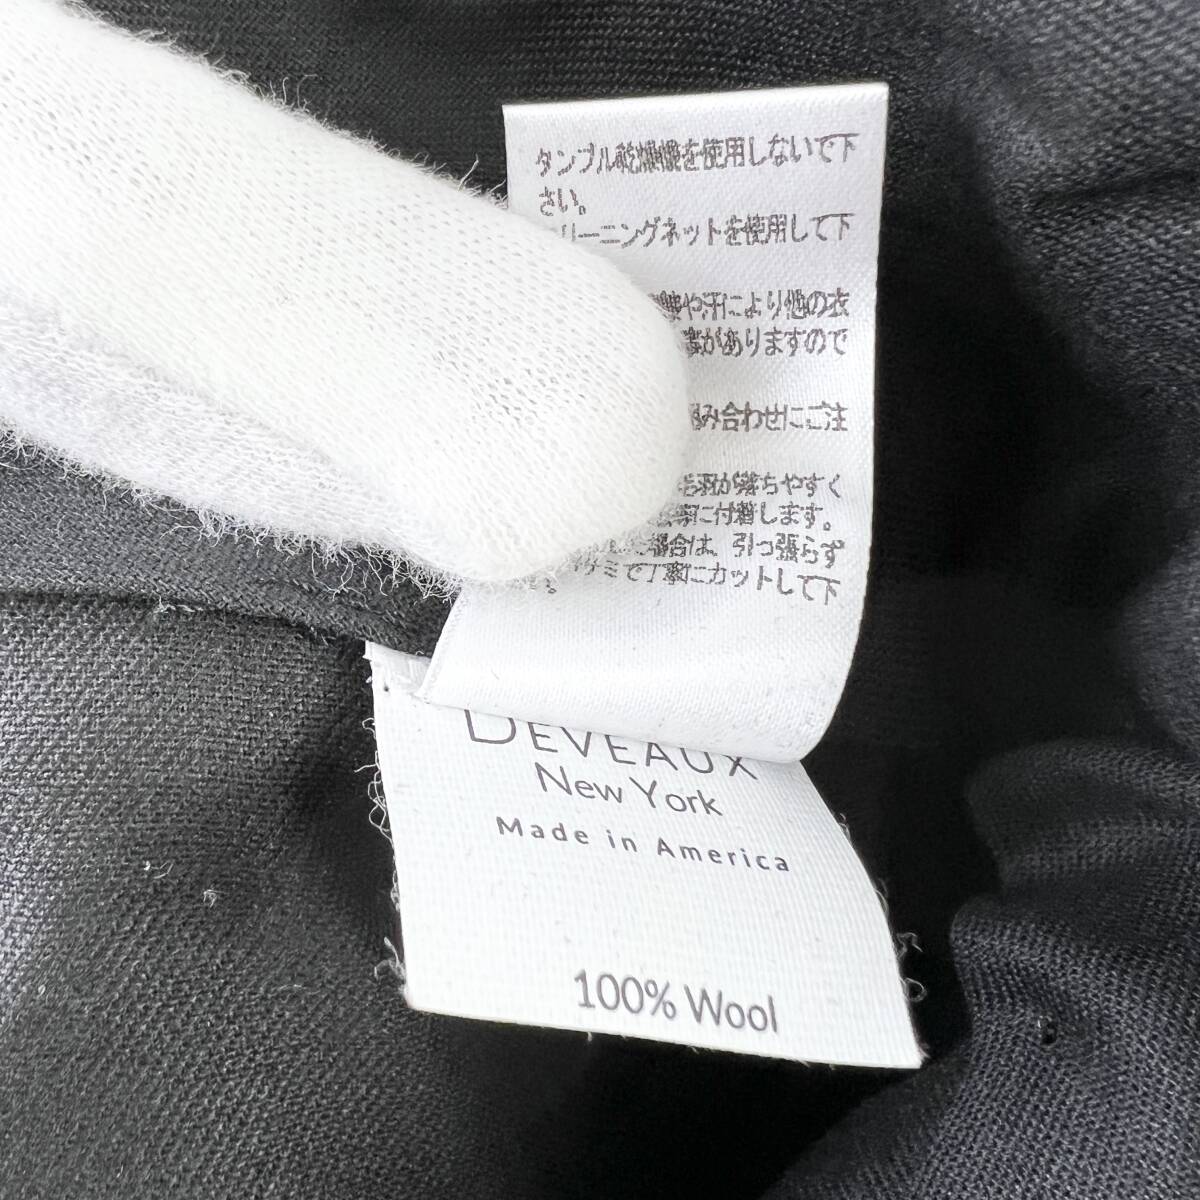 タンブル乾燥機を使用しないで下
さい。
リーニングネットを使用して下
や汗により他の衣
がありますので
み合わせにご注
毛羽が落ちやすく
に付着します。
場合は、引っ張らず
サミで丁寧にカットして下
い。
DEVEAUX
New York
Made in America
100% Wool